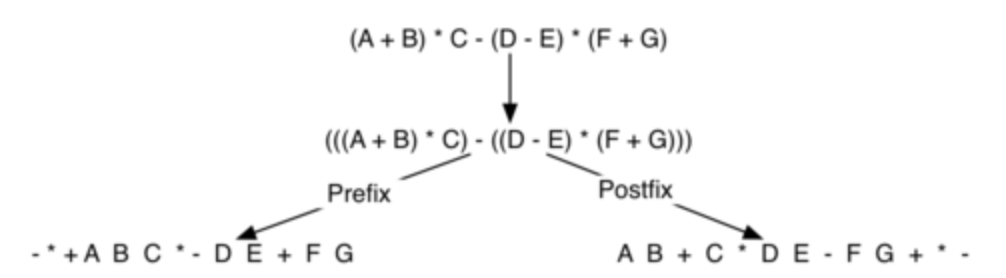 (A + B) * C - (D - E) * (F + G)
(((A + B) * C) - ((D - E) * (F + G)))
Prefix
Postfix
- * + A B C * - D E + F G
A B + C * D E - F G + * -